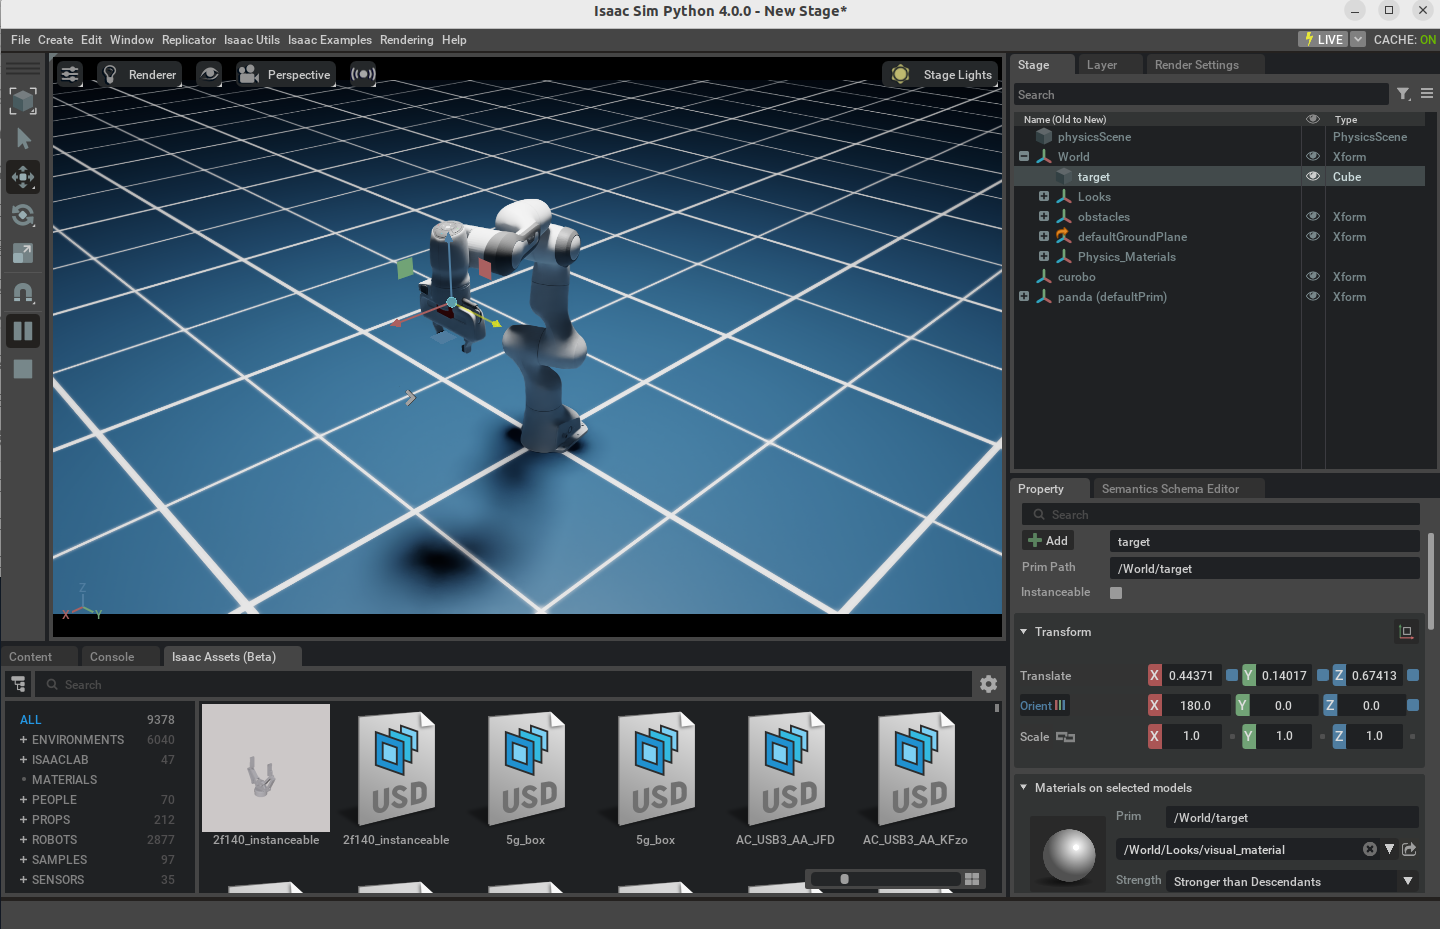 Isaac Sim Python 4.0.0 - New Stage*
File Create Edit Window Replicator Isaac Utils Isaac Examples Rendering Help
LIVE CACHE: ON
Renderer Perspective Stage Lights
Z
X Y
Stage Layer Render Settings
Search
Name (Old to New) Type
physicsScene PhysicsScene
World Xform
target Cube
Looks
obstacles Xform
defaultGroundPlane Xform
Physics_Materials
curobo Xform
panda (defaultPrim) Xform
Property Semantics Schema Editor
Search
Add target
Prim Path /World/target
Instanceable
Transform
Translate X 0.44371 Y 0.14017 Z 0.67413
Orient X 180.0 Y 0.0 Z 0.0
Scale X 1.0 Y 1.0 Z 1.0
Materials on selected models
Prim /World/target
/World/Looks/visual_material
Strength Stronger than Descendants
Content Console Isaac Assets (Beta)
Search
ALL 9378
+ ENVIRONMENTS 6040
+ ISAACLAB 47
• MATERIALS
+ PEOPLE 70
+ PROPS 212
+ ROBOTS 2877
+ SAMPLES 97
+ SENSORS 35
USD USD USD USD USD
2f140_instanceable 2f140_instanceable 5g_box 5g_box AC_USB3_AA_JFD AC_USB3_AA_KFzo